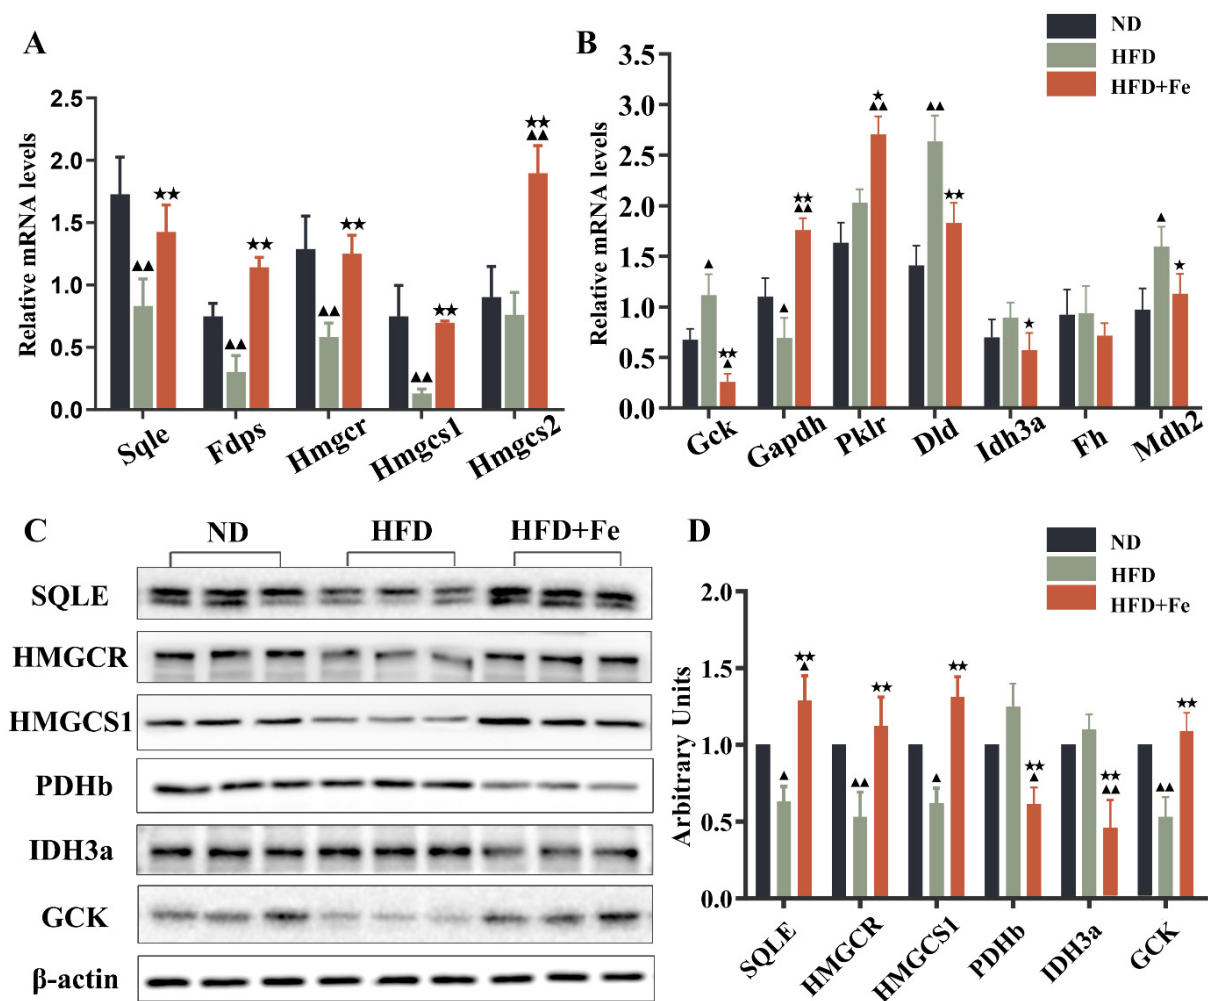 A
Relative mRNA levels
2.5
2.0
1.5
1.0
0.5
0.0
Sqle
Fdps
Hmgcr
Hmgcs1
Hmgcs2
B
ND
HFD
HFD+Fe
Relative mRNA levels
3.5
3.0
2.5
2.0
1.5
1.0
0.5
0.0
Gck
Gapdh
Pklr
Dld
Idh3a
Fh
Mdh2
C
ND HFD HFD+Fe
SQLE
HMGCR
HMGCS1
PDHb
IDH3a
GCK
β-actin
D
ND
HFD
HFD+Fe
Arbitrary Units
2.0
1.5
1.0
0.5
0.0
SQLE
HMGCR
HMGCS1
PDHb
IDH3a
GCK